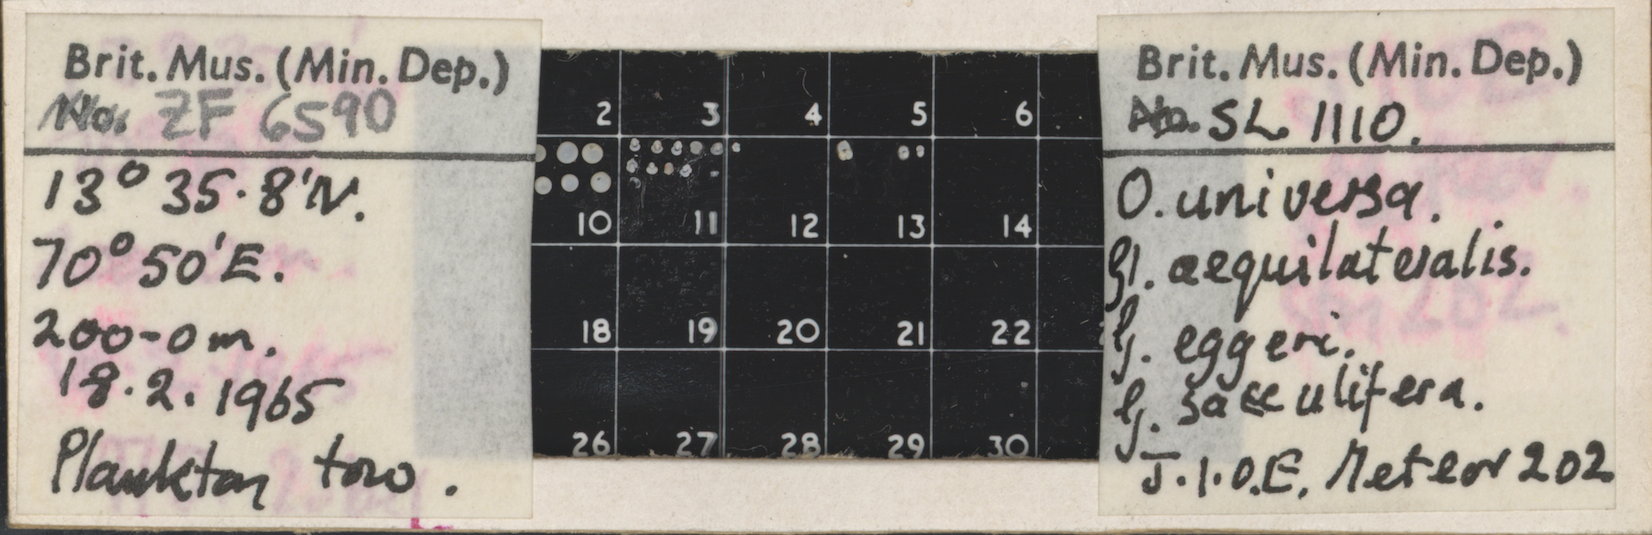 Brit. Mus. (Min. Dep.)
No. ZF 6590
13° 35·8'N.
70° 50'E.
200-0 m.
18.2.1965
Plankton tow.
2 3 4 5 6
10 11 12 13 14
18 19 20 21 22
26 27 28 29 30
Brit. Mus. (Min. Dep.)
No. SL 1110.
O. universa.
Gl. aequilateralis.
G. eggeri.
G. sacculifera.
J.I.O.E. Meteor 202